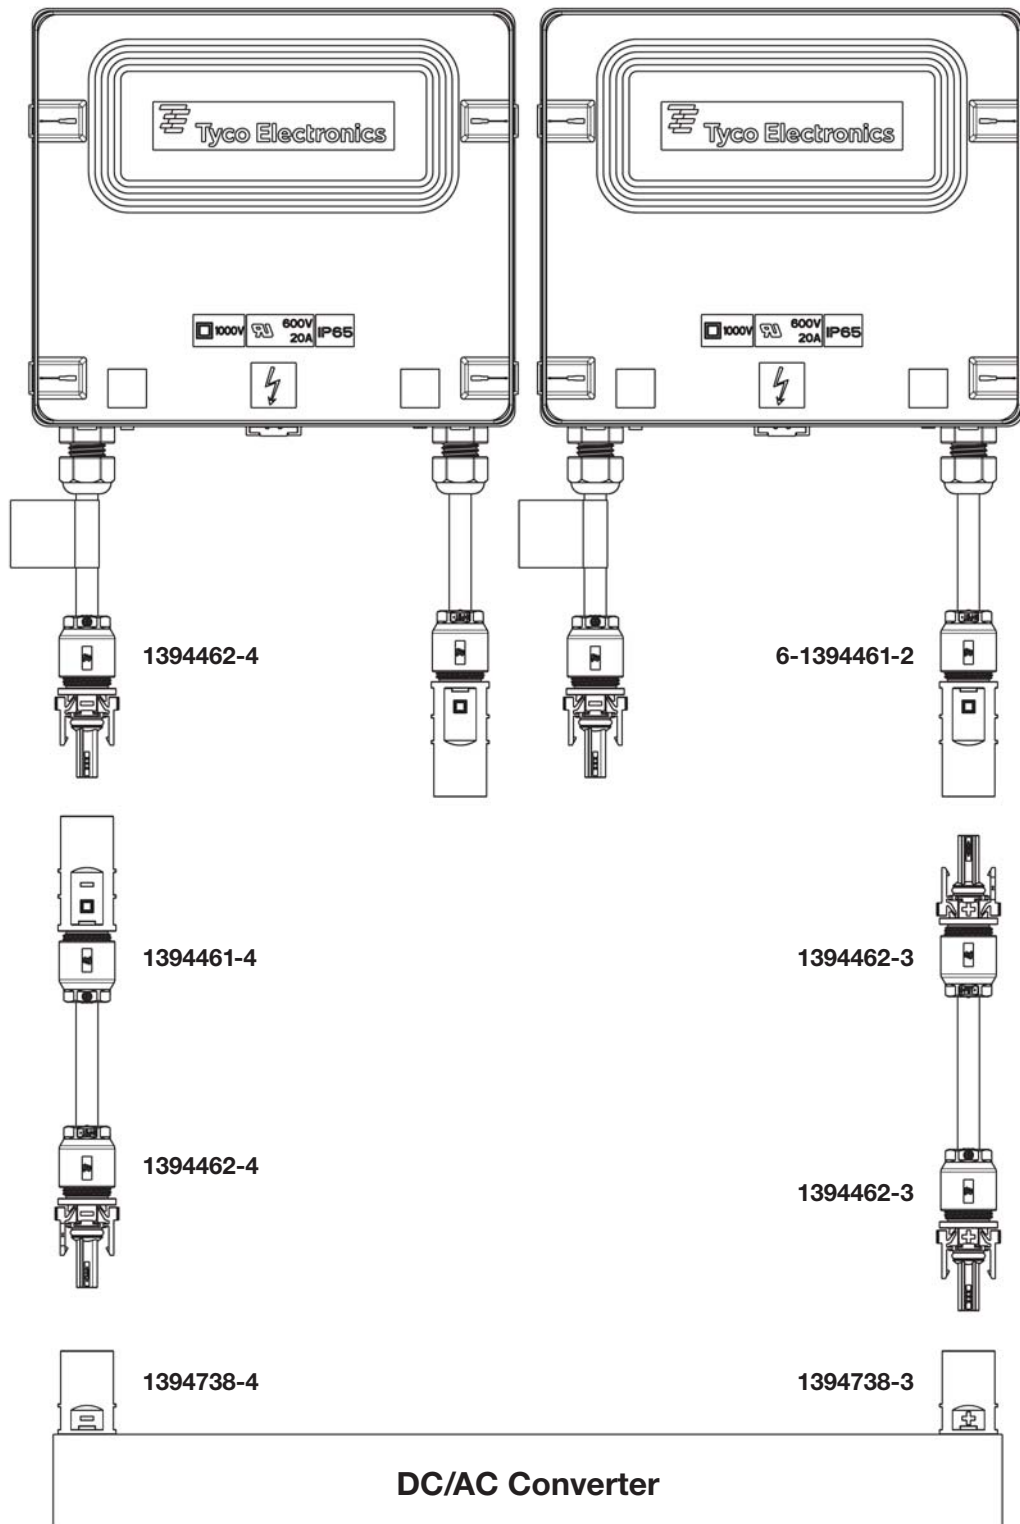 Tyco Electronics
Tyco Electronics
1000V
600V
20A
IP65
1000V
600V
20A
IP65
1394462-4
6-1394461-2
1394461-4
1394462-3
1394462-4
1394462-3
1394738-4
1394738-3
DC/AC Converter